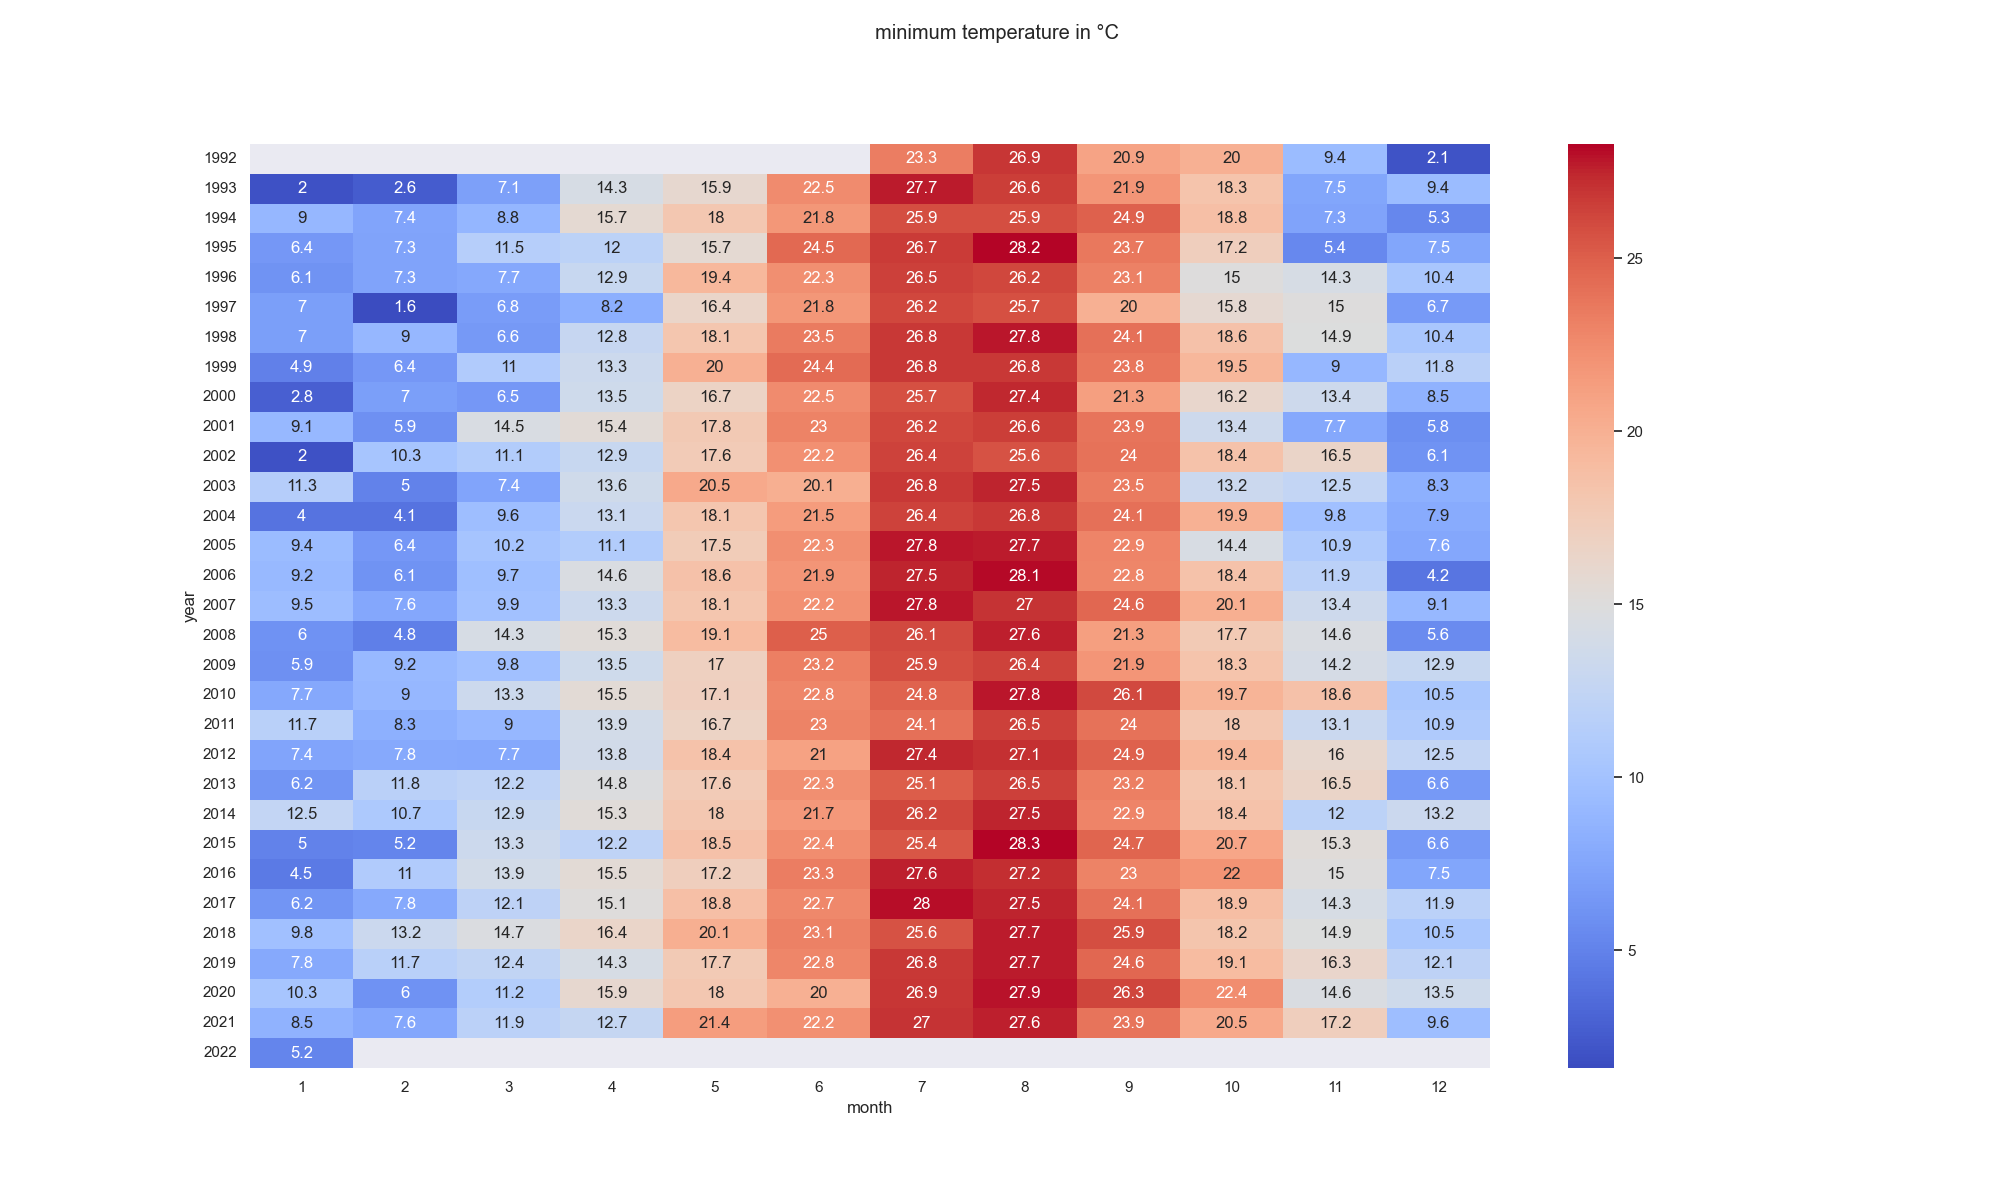 minimum temperature in °C
1992 23.3 26.9 20.9 20 9.4 2.1
1993 2 2.6 7.1 14.3 15.9 22.5 27.7 26.6 21.9 18.3 7.5 9.4
1994 9 7.4 8.8 15.7 18 21.8 25.9 25.9 24.9 18.8 7.3 5.3
1995 6.4 7.3 11.5 12 15.7 24.5 26.7 28.2 23.7 17.2 5.4 7.5
1996 6.1 7.3 7.7 12.9 19.4 22.3 26.5 26.2 23.1 15 14.3 10.4
1997 7 1.6 6.8 8.2 16.4 21.8 26.2 25.7 20 15.8 15 6.7
1998 7 9 6.6 12.8 18.1 23.5 26.8 27.8 24.1 18.6 14.9 10.4
1999 4.9 6.4 11 13.3 20 24.4 26.8 26.8 23.8 19.5 9 11.8
2000 2.8 7 6.5 13.5 16.7 22.5 25.7 27.4 21.3 16.2 13.4 8.5
2001 9.1 5.9 14.5 15.4 17.8 23 26.2 26.6 23.9 13.4 7.7 5.8
2002 2 10.3 11.1 12.9 17.6 22.2 26.4 25.6 24 18.4 16.5 6.1
2003 11.3 5 7.4 13.6 20.5 20.1 26.8 27.5 23.5 13.2 12.5 8.3
2004 4 4.1 9.6 13.1 18.1 21.5 26.4 26.8 24.1 19.9 9.8 7.9
2005 9.4 6.4 10.2 11.1 17.5 22.3 27.8 27.7 22.9 14.4 10.9 7.6
2006 9.2 6.1 9.7 14.6 18.6 21.9 27.5 28.1 22.8 18.4 11.9 4.2
2007 9.5 7.6 9.9 13.3 18.1 22.2 27.8 27 24.6 20.1 13.4 9.1
2008 6 4.8 14.3 15.3 19.1 25 26.1 27.6 21.3 17.7 14.6 5.6
2009 5.9 9.2 9.8 13.5 17 23.2 25.9 26.4 21.9 18.3 14.2 12.9
2010 7.7 9 13.3 15.5 17.1 22.8 24.8 27.8 26.1 19.7 18.6 10.5
2011 11.7 8.3 9 13.9 16.7 23 24.1 26.5 24 18 13.1 10.9
2012 7.4 7.8 7.7 13.8 18.4 21 27.4 27.1 24.9 19.4 16 12.5
2013 6.2 11.8 12.2 14.8 17.6 22.3 25.1 26.5 23.2 18.1 16.5 6.6
2014 12.5 10.7 12.9 15.3 18 21.7 26.2 27.5 22.9 18.4 12 13.2
2015 5 5.2 13.3 12.2 18.5 22.4 25.4 28.3 24.7 20.7 15.3 6.6
2016 4.5 11 13.9 15.5 17.2 23.3 27.6 27.2 23 22 15 7.5
2017 6.2 7.8 12.1 15.1 18.8 22.7 28 27.5 24.1 18.9 14.3 11.9
2018 9.8 13.2 14.7 16.4 20.1 23.1 25.6 27.7 25.9 18.2 14.9 10.5
2019 7.8 11.7 12.4 14.3 17.7 22.8 26.8 27.7 24.6 19.1 16.3 12.1
2020 10.3 6 11.2 15.9 18 20 26.9 27.9 26.3 22.4 14.6 13.5
2021 8.5 7.6 11.9 12.7 21.4 22.2 27 27.6 23.9 20.5 17.2 9.6
2022 5.2
year
1 2 3 4 5 6 7 8 9 10 11 12
month
25
20
15
10
5